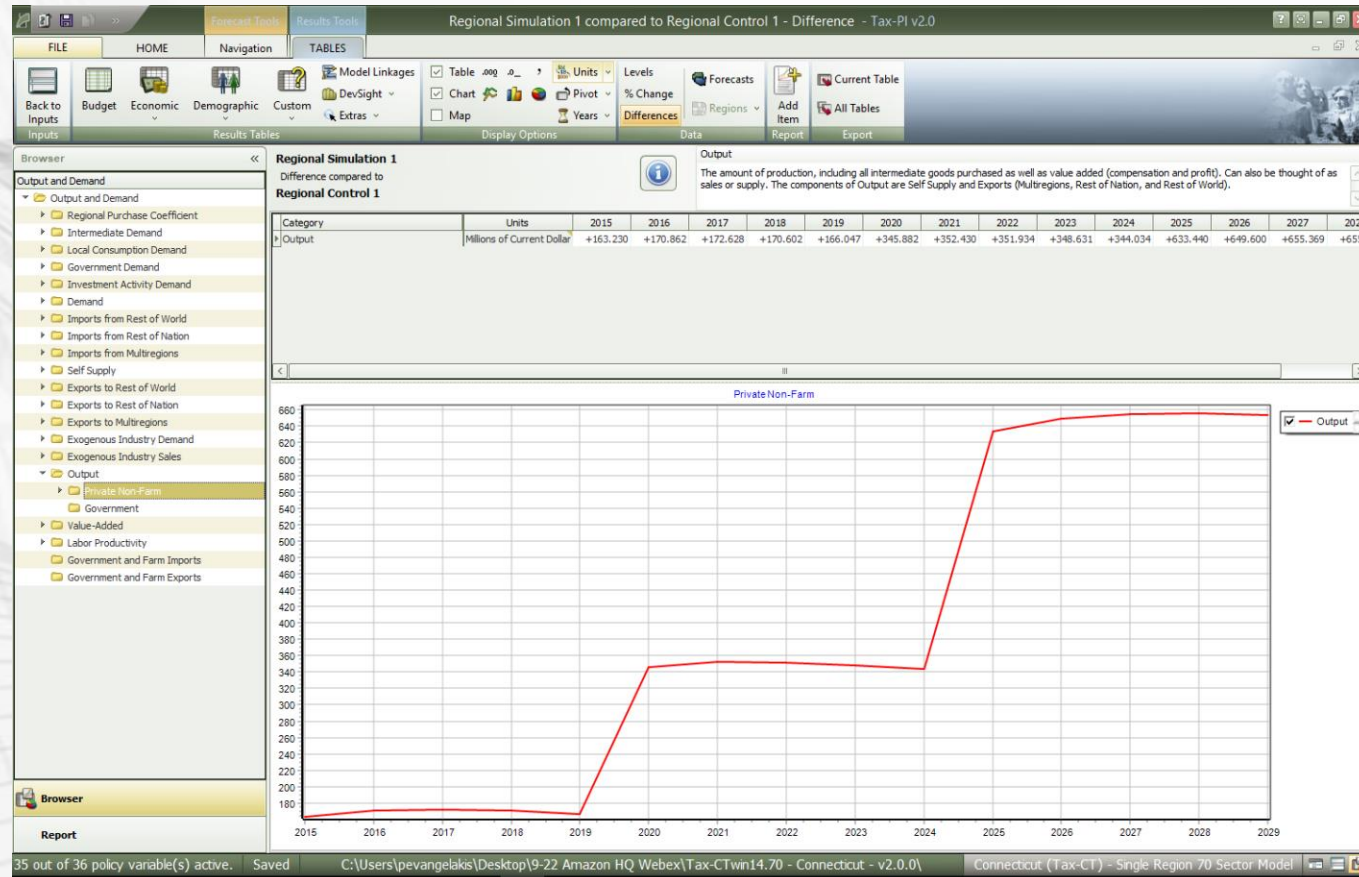 Forecast Tools Results Tools Regional Simulation 1 compared to Regional Control 1 - Difference - Tax-PI v2.0
FILE HOME Navigation TABLES
Back to Inputs
Budget
Economic
Demographic
Custom
Model Linkages
DevSight
Extras
Table .000 .0_ , Units
Chart Pivot
Map Years
Levels
% Change
Differences
Forecasts
Regions
Add Item
Current Table
All Tables
Inputs Results Tables Display Options Data Report Export
Browser «
Output and Demand
Output and Demand
Regional Purchase Coefficient
Intermediate Demand
Local Consumption Demand
Government Demand
Investment Activity Demand
Demand
Imports from Rest of World
Imports from Rest of Nation
Imports from Multiregions
Self Supply
Exports to Rest of World
Exports to Rest of Nation
Exports to Multiregions
Exogenous Industry Demand
Exogenous Industry Sales
Output
Private Non-Farm
Government
Value-Added
Labor Productivity
Government and Farm Imports
Government and Farm Exports
Browser
Report
Regional Simulation 1
Difference compared to
Regional Control 1
Output
The amount of production, including all intermediate goods purchased as well as value added (compensation and profit). Can also be thought of as
sales or supply. The components of Output are Self Supply and Exports (Multiregions, Rest of Nation, and Rest of World).
Category Units 2015 2016 2017 2018 2019 2020 2021 2022 2023 2024 2025 2026 2027 202
Output Millions of Current Dollar +163.230 +170.862 +172.628 +170.602 +166.047 +345.882 +352.430 +351.934 +348.631 +344.034 +633.440 +649.600 +655.369 +655
Private Non-Farm
660
640
620
600
580
560
540
520
500
480
460
440
420
400
380
360
340
320
300
280
260
240
220
200
180
2015 2016 2017 2018 2019 2020 2021 2022 2023 2024 2025 2026 2027 2028 2029
Output
35 out of 36 policy variable(s) active. Saved C:\Users\pevangelakis\Desktop\9-22 Amazon HQ Webex\Tax-CTwin14.70 - Connecticut - v2.0.0\ Connecticut (Tax-CT) - Single Region 70 Sector Model